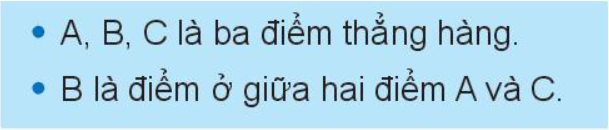 • A, B, C là ba điểm thẳng hàng.
• B là điểm ở giữa hai điểm A và C.